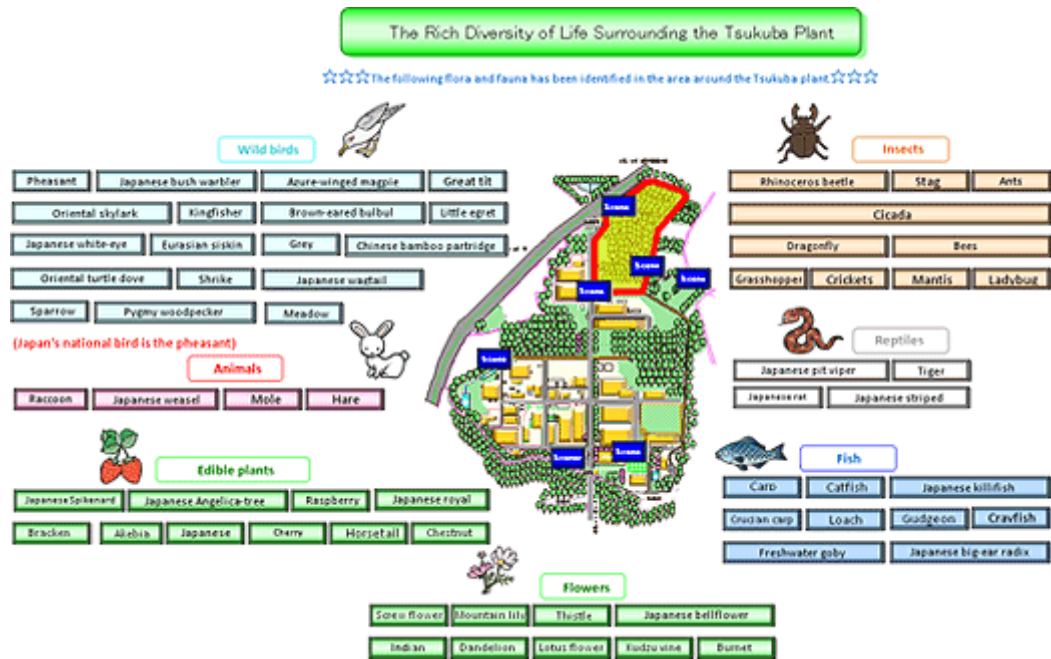 The Rich Diversity of Life Surrounding the Tsukuba Plant
☆☆☆The following flora and fauna has been identified in the area around the Tsukuba plant.☆☆☆
Wild birds
Pheasant Japanese bush warbler Azure-winged magpie Great tit
Oriental skylark Kingfisher Brown-eared bulbul Little egret
Japanese white-eye Eurasian siskin Grey Chinese bamboo partridge
Oriental turtle dove Shrike Japanese wagtail
Sparrow Pygmy woodpecker Meadow
(Japan's national bird is the pheasant)
Animals
Raccoon Japanese weasel Mole Hare
Edible plants
Japanese Spikenard Japanese Angelica-tree Raspberry Japanese royal
Bracken Akebia Japanese Cherry Horsetail Chestnut
Flowers
Screw flower Mountain lily Thistle Japanese bellflower
Indian Dandelion Lotus flower Kudzu vine Burnet
Insects
Rhinoceros beetle Stag Ants
Cicada
Dragonfly Bees
Grasshopper Crickets Mantis Ladybug
Reptiles
Japanese pit viper Tiger
Japanese rat Japanese striped
Fish
Carp Catfish Japanese killifish
Crucian carp Loach Gudgeon Crayfish
Freshwater goby Japanese big-ear radix